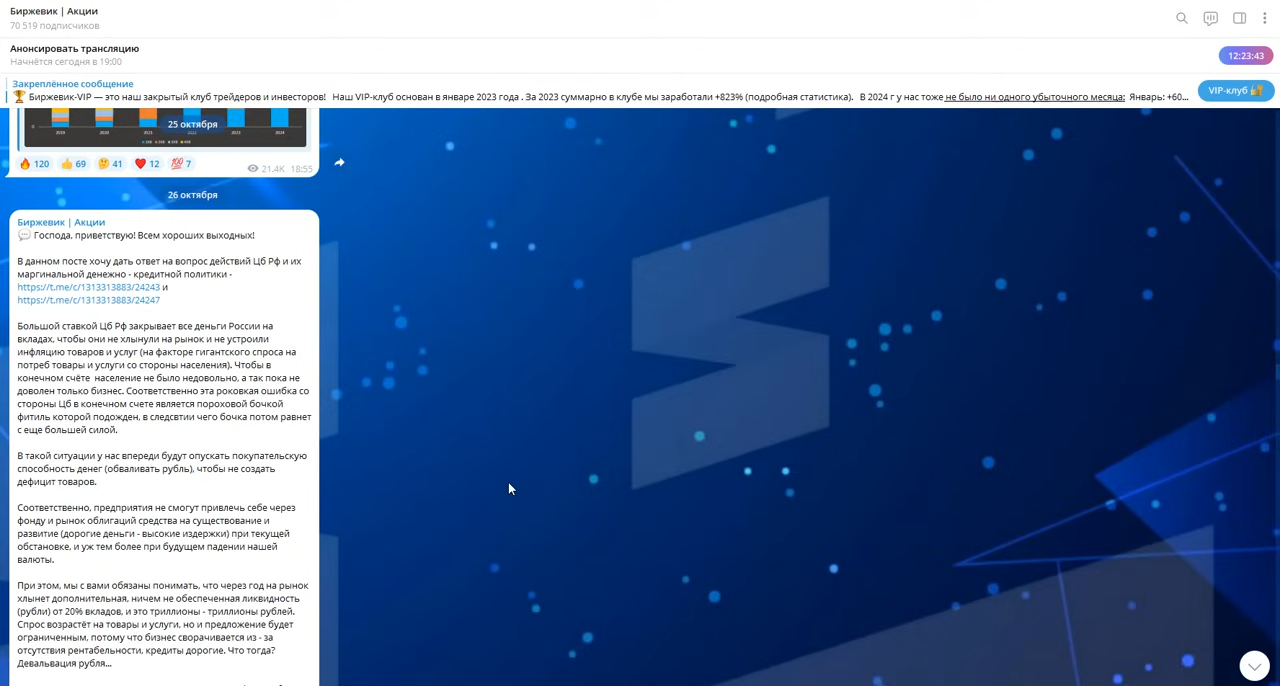 Биржевик | Акции
70 519 подписчиков
Анонсировать трансляцию
Начнётся сегодня в 19:00
12:23:43
Закреплённое сообщение
🏆 Биржевик-VIP — это наш закрытый клуб трейдеров и инвесторов! Наш VIP-клуб основан в январе 2023 года . За 2023 суммарно в клубе мы заработали +823% (подробная статистика). В 2024 г у нас тоже не было ни одного убыточного месяца: Январь: +60...
VIP-клуб 🔐
25 октября
2019 2020 2021 2022 2023 2024
🔥 120 👍 69 🤔 41 ❤️ 12 💯 7
21.4K 18:55
26 октября
Биржевик | Акции
💬 Господа, приветствую! Всем хороших выходных!
В данном посте хочу дать ответ на вопрос действий Цб Рф и их
маргинальной денежно - кредитной политики -
https://t.me/c/1313313883/24243 и
https://t.me/c/1313313883/24247
Большой ставкой Цб Рф закрывает все деньги России на
вкладах, чтобы они не хлынули на рынок и не устроили
инфляцию товаров и услуг (на факторе гигантского спроса на
потреб товары и услуги со стороны населения). Чтобы в
конечном счёте население не было недовольно, а так пока не
доволен только бизнес. Соответственно эта роковкая ошибка со
стороны Цб в конечном счете является пороховой бочкой
фитиль которой подожден, в следсвтии чего бочка потом равнет
с еще большей силой.
В такой ситуации у нас впереди будут опускать покупательскую
способность денег (обваливать рубль), чтобы не создать
дефицит товаров.
Соответственно, предприятия не смогут привлечь себе через
фонду и рынок облигаций средства на существование и
развитие (дорогие деньги - высокие издержки) при текущей
обстановке, и уж тем более при будущем падении нашей
валюты.
При этом, мы с вами обязаны понимать, что через год на рынок
хлынет дополнительная, ничем не обеспеченная ликвидность
(рубли) от 20% вкладов, и это триллионы - триллионы рублей.
Спрос возрастёт на товары и услуги, но и предложение будет
ограниченным, потому что бизнес сворачивается из - за
отсутствия рентабельности, кредиты дорогие. Что тогда?
Девальвация рубля...